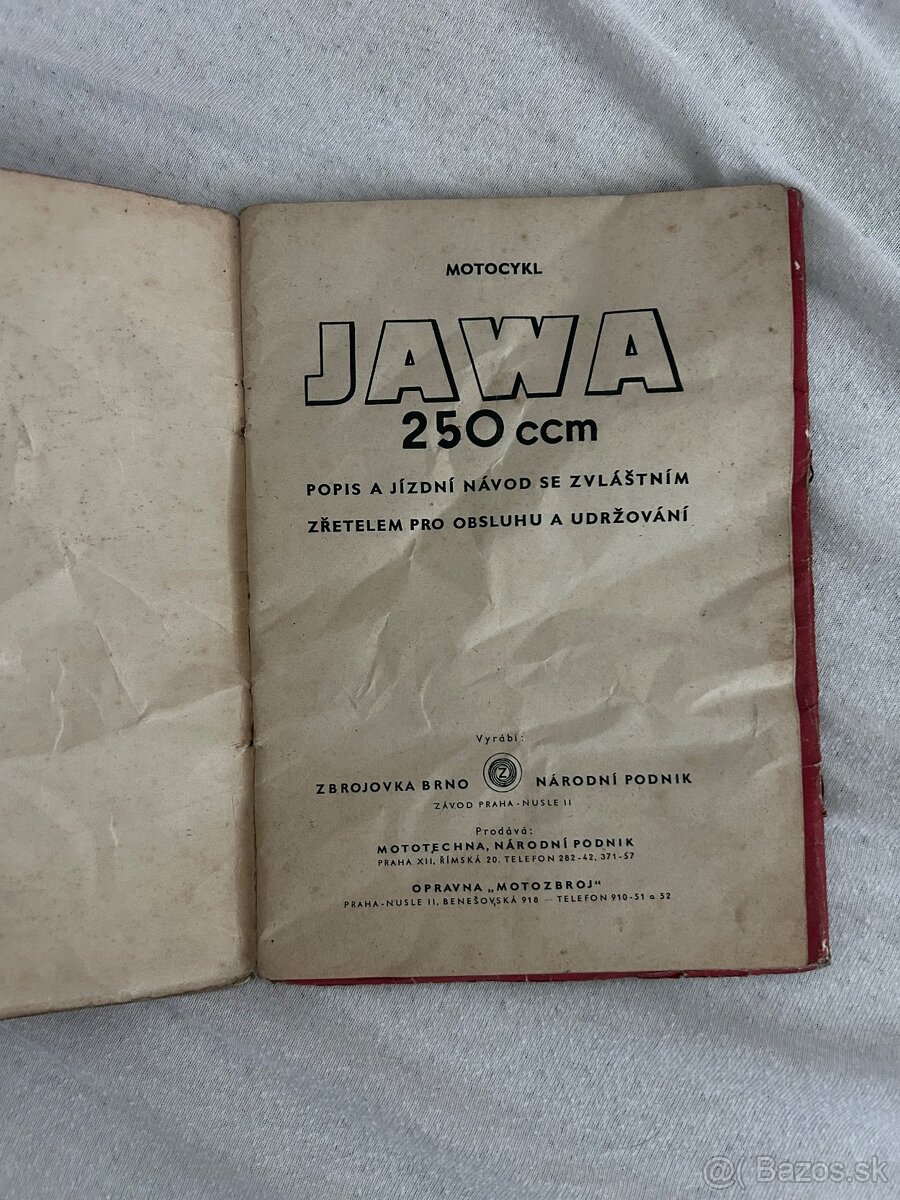 MOTOCYKL
JAWA
250 ccm
POPIS A JÍZDNÍ NÁVOD SE ZVLÁŠTNÍM
ZŘETELEM PRO OBSLUHU A UDRŽOVÁNÍ
Vyrábí:
ZBROJOVKA BRNO Z NÁRODNÍ PODNIK
ZÁVOD PRAHA-NUSLE II
Prodává:
MOTOTECHNA, NÁRODNÍ PODNIK
PRAHA XII, ŘÍMSKÁ 20. TELEFON 282-42, 371-57
OPRAVNA „MOTOZBROJ"
PRAHA-NUSLE II, BENEŠOVSKÁ 918 — TELEFON 910-51 a 52
@( Bazos.sk